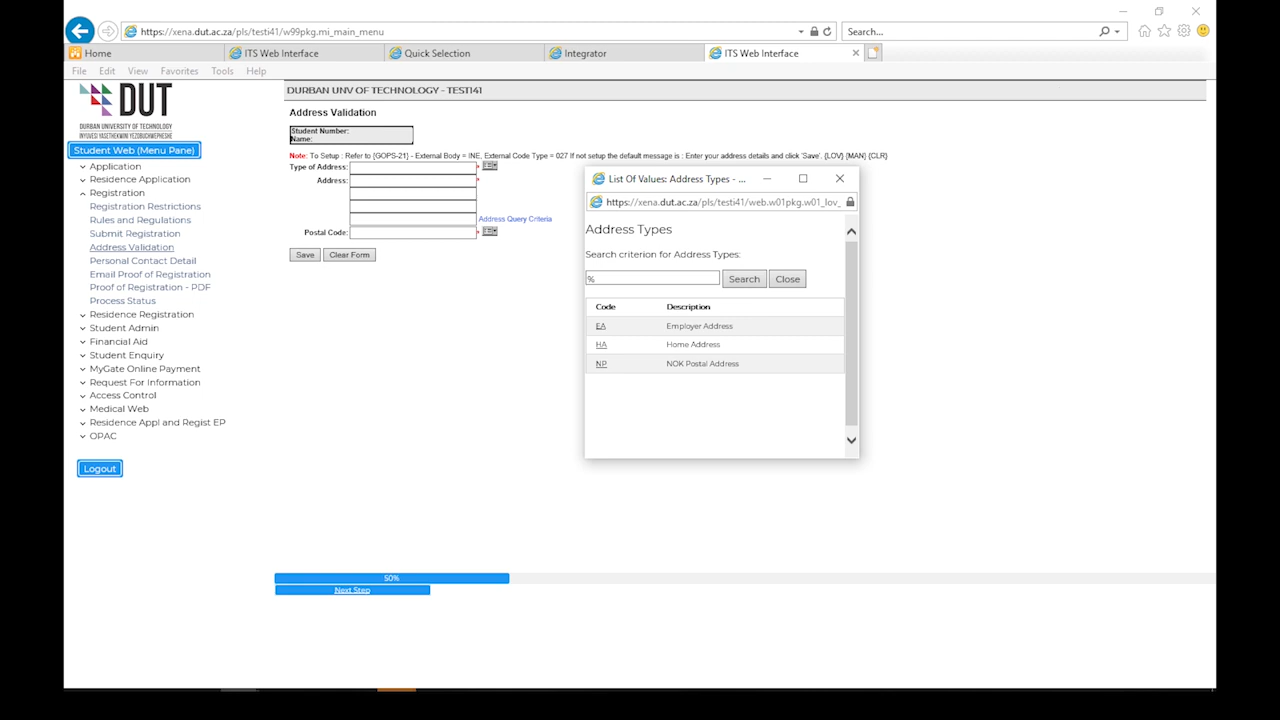 https://xena.dut.ac.za/pls/testi41/w99pkg.mi_main_menu
Search...
Home
ITS Web Interface
Quick Selection
Integrator
ITS Web Interface
File Edit View Favorites Tools Help
DUT
DURBAN UNIVERSITY OF TECHNOLOGY
INYUVESI YASETHEKWINI YEZOBUCHWEPHESHE
Student Web (Menu Pane)
Application
Residence Application
Registration
Registration Restrictions
Rules and Regulations
Submit Registration
Address Validation
Personal Contact Detail
Email Proof of Registration
Proof of Registration - PDF
Process Status
Residence Registration
Student Admin
Financial Aid
Student Enquiry
MyGate Online Payment
Request For Information
Access Control
Medical Web
Residence Appl and Regist EP
OPAC
Logout
DURBAN UNV OF TECHNOLOGY - TESTI41
Address Validation
Student Number:
Name:
Note: To Setup : Refer to {GOPS-21} - External Body = INE, External Code Type = 027 If not setup the default message is : Enter your address details and click 'Save'. {LOV} {MAN} {CLR}
Type of Address: *
Address: *
Address Query Criteria
Postal Code: *
Save Clear Form
List Of Values: Address Types - ...
https://xena.dut.ac.za/pls/testi41/web.w01pkg.w01_lov_
Address Types
Search criterion for Address Types:
% Search Close
Code Description
EA Employer Address
HA Home Address
NP NOK Postal Address
50%
Next Step